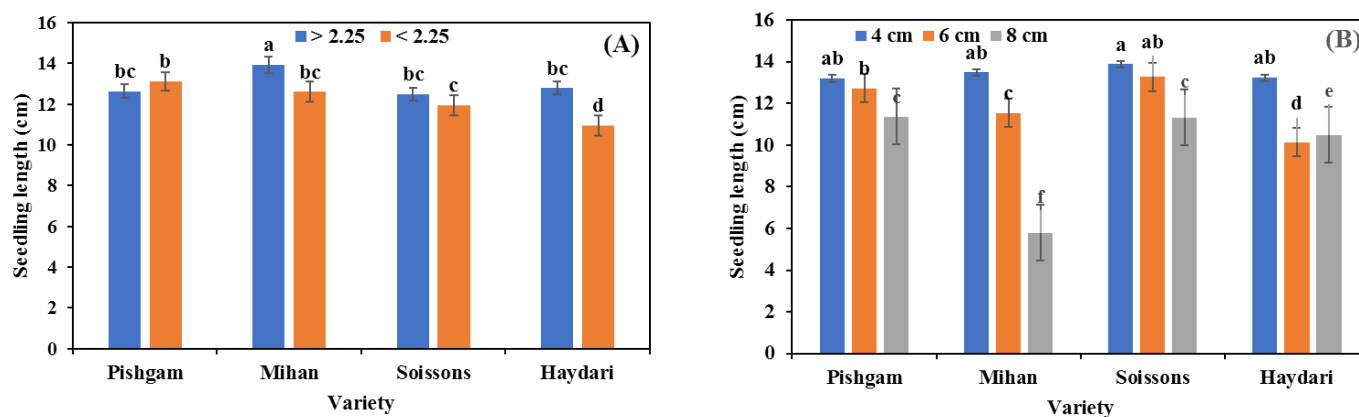 16
14
12
10
8
6
4
2
0
Seedling length (cm)
> 2.25 < 2.25
(A)
bc b a bc bc c bc d
Pishgam Mihan Soissons Haydari
Variety
16
14
12
10
8
6
4
2
0
Seedling length (cm)
4 cm 6 cm 8 cm
(B)
ab b c ab c f a ab c ab d e
Pishgam Mihan Soissons Haydari
Variety